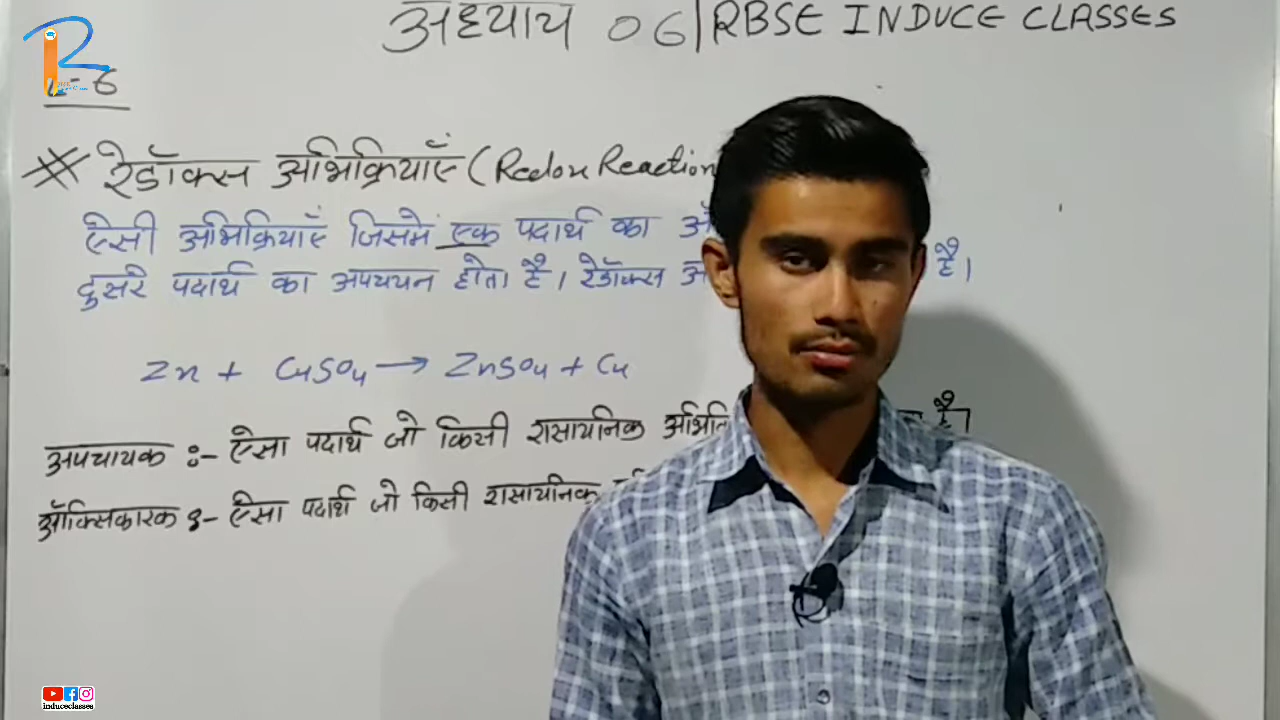 अध्याय 06 | RBSE INDUCE CLASSES
L-6
रेडॉक्स अभिक्रियाएँ (Redox Reaction
ऐसी अभिक्रियाएँ जिसमें एक पदार्थ का
दुसरे पदार्थ का अपचयन होता है। रेडॉक्स है।
Zn + CuSO4 → ZnSO4 + Cu
अपचायक :- ऐसा पदार्थ जो किसी रासायनिक है।
ऑक्सिकारक :- ऐसा पदार्थ जो किसी रासायनिक
induceclasses